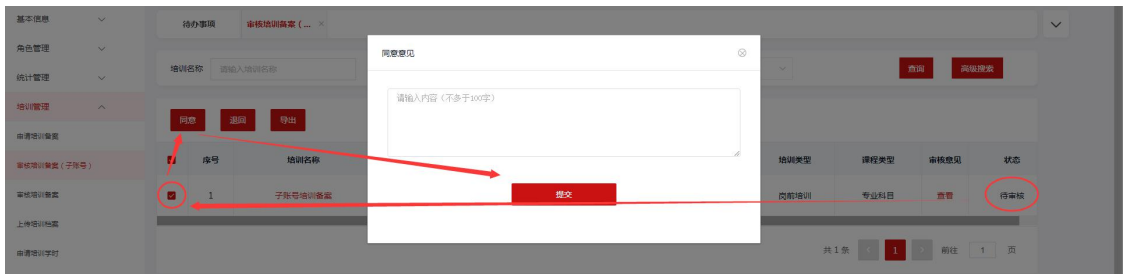 基本信息
待办事项
审核培训备案（ ...
角色管理
同意意见
培训名称
请输入培训名称
查询
高级搜索
统计管理
培训管理
请输入内容（不多于100字）
同意
退回
导出
申请培训备案
审核培训备案（子账号）
序号
培训名称
培训类型
课程类型
审核意见
状态
审核培训备案
1
子账号培训备案
提交
岗前培训
专业科目
查看
待审核
上传培训档案
申请培训学时
共1条
1
前往
1
页